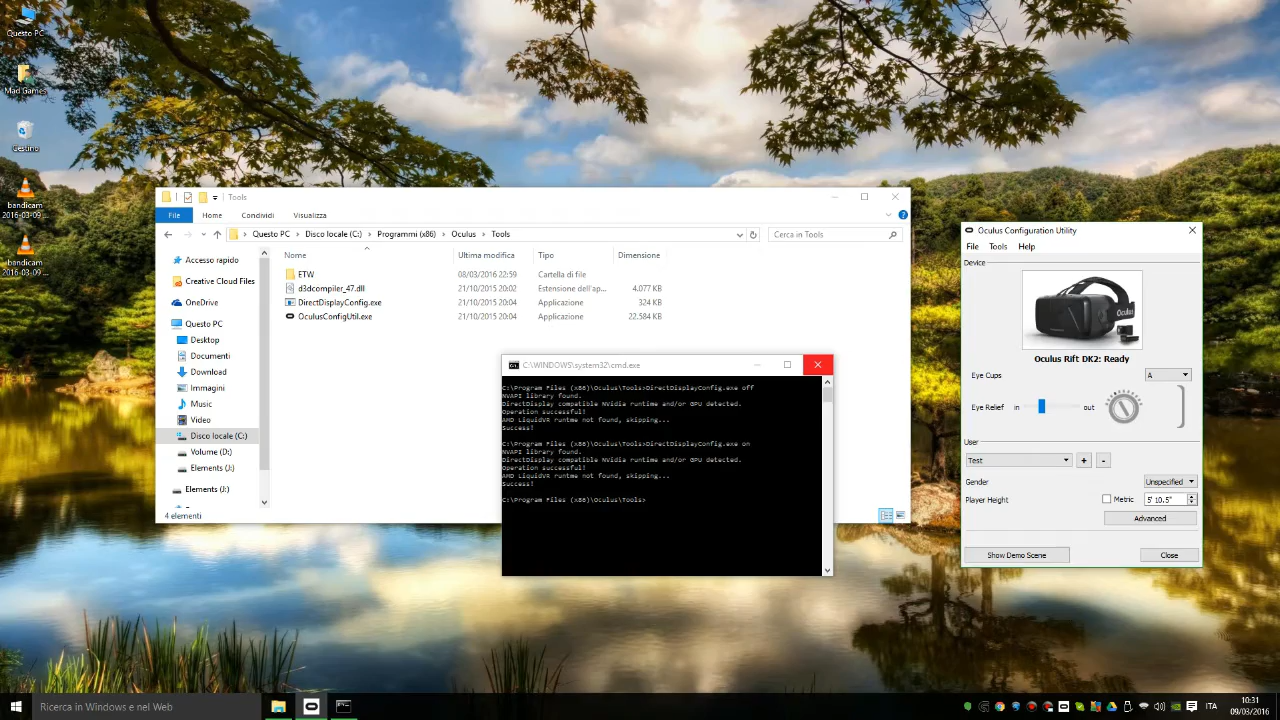 Questo PC
Mad Games
Cestino
bandicam
2016-03-09 ...
bandicam
2016-03-09 ...
Tools
File Home Condividi Visualizza
Questo PC > Disco locale (C:) > Programmi (x86) > Oculus > Tools
Cerca in Tools
Nome Ultima modifica Tipo Dimensione
ETW 08/03/2016 22:59 Cartella di file
d3dcompiler_47.dll 21/10/2015 20:02 Estensione dell'ap... 4.077 KB
DirectDisplayConfig.exe 21/10/2015 20:04 Applicazione 324 KB
OculusConfigUtil.exe 21/10/2015 20:04 Applicazione 22.584 KB
Accesso rapido
Creative Cloud Files
OneDrive
Questo PC
Desktop
Documenti
Download
Immagini
Music
Video
Disco locale (C:)
Volume (D:)
Elements (J:)
Elements (J:)
4 elementi
C:\WINDOWS\system32\cmd.exe
C:\Program Files (x86)\Oculus\Tools>DirectDisplayConfig.exe off
NVAPI library found.
DirectDisplay compatible NVidia runtime and/or GPU detected.
Operation successful!
AMD LiquidVR runtme not found, skipping...
Success!
C:\Program Files (x86)\Oculus\Tools>DirectDisplayConfig.exe on
NVAPI library found.
DirectDisplay compatible NVidia runtime and/or GPU detected.
Operation successful!
AMD LiquidVR runtme not found, skipping...
Success!
C:\Program Files (x86)\Oculus\Tools>
Oculus Configuration Utility
File Tools Help
Device
Oculus
Oculus Rift DK2: Ready
Eye Cups A
Eye Relief in out
User
Test + -
Gender Unspecified
Player Height Metric 5' 10.5"
Advanced
Show Demo Scene Close
Ricerca in Windows e nel Web
ITA
10:31
09/03/2016